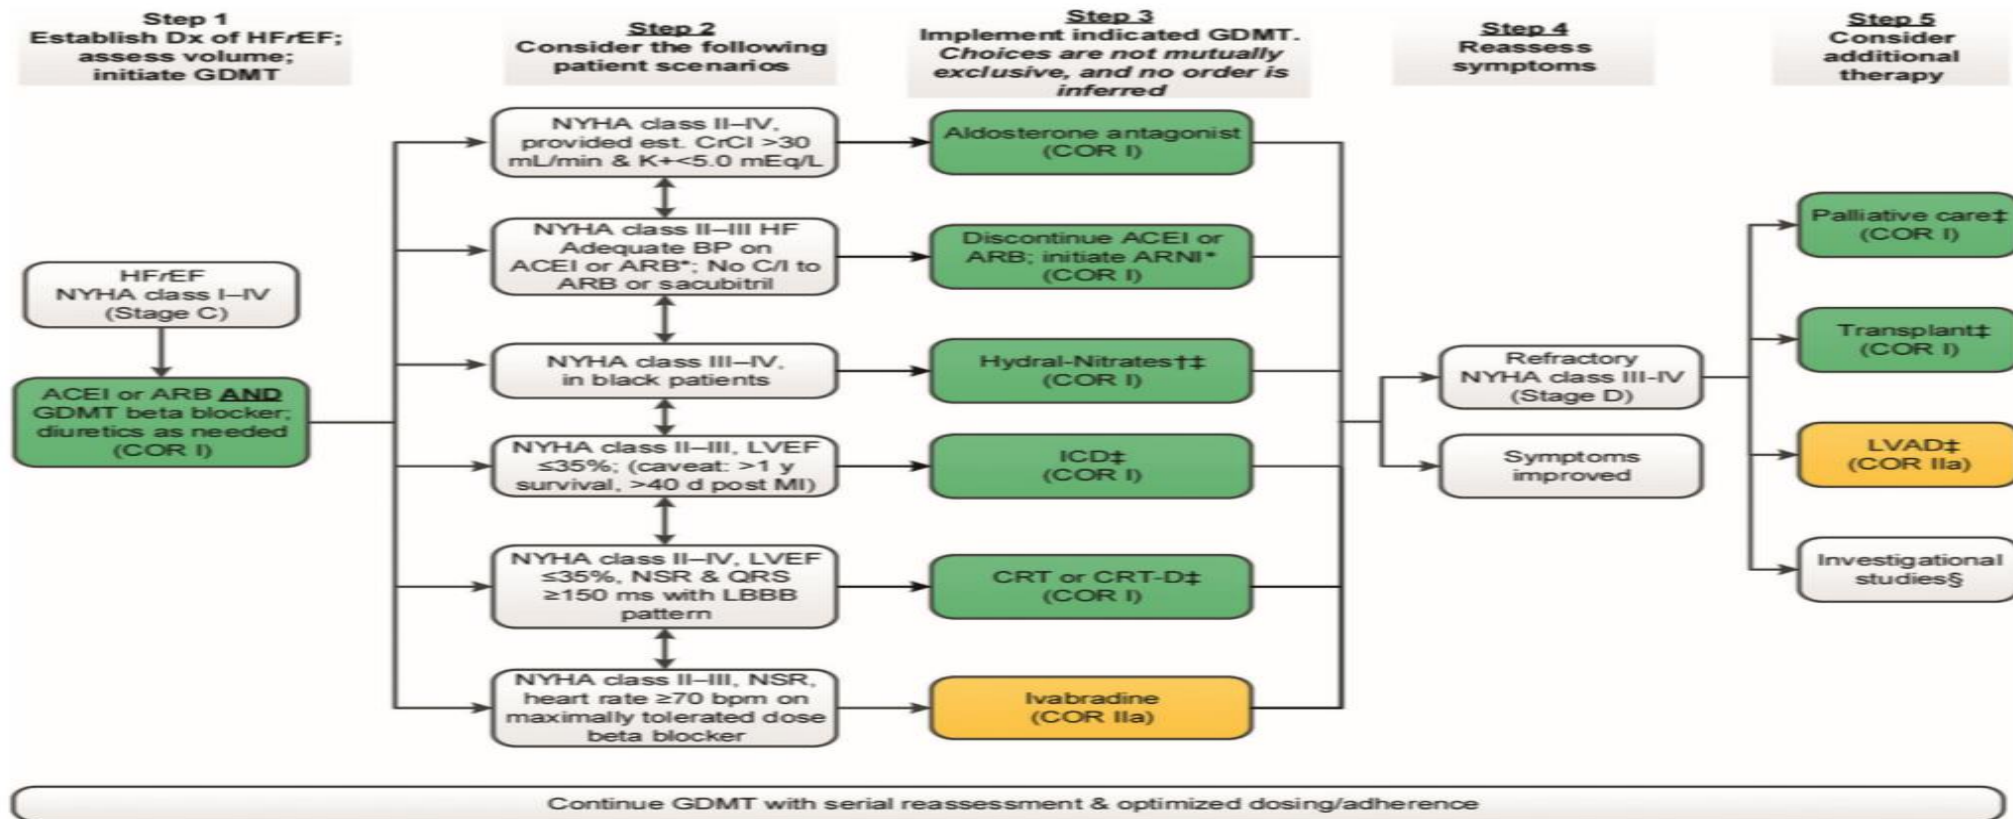 Step 1
Establish Dx of HFrEF;
assess volume;
initiate GDMT
Step 2
Consider the following
patient scenarios
Step 3
Implement indicated GDMT.
Choices are not mutually
exclusive, and no order is
inferred
Step 4
Reassess
symptoms
Step 5
Consider
additional
therapy
HFrEF
NYHA class I–IV
(Stage C)
ACEI or ARB AND
GDMT beta blocker;
diuretics as needed
(COR I)
NYHA class II–IV,
provided est. CrCl >30
mL/min & K+<5.0 mEq/L
NYHA class II–III HF
Adequate BP on
ACEI or ARB*; No C/I to
ARB or sacubitril
NYHA class III–IV,
in black patients
NYHA class II–III, LVEF
≤35%; (caveat: >1 y
survival, >40 d post MI)
NYHA class II–IV, LVEF
≤35%, NSR & QRS
≥150 ms with LBBB
pattern
NYHA class II–III, NSR,
heart rate ≥70 bpm on
maximally tolerated dose
beta blocker
Aldosterone antagonist
(COR I)
Discontinue ACEI or
ARB; initiate ARNI*
(COR I)
Hydral-Nitrates†‡
(COR I)
ICD‡
(COR I)
CRT or CRT-D‡
(COR I)
Ivabradine
(COR IIa)
Refractory
NYHA class III-IV
(Stage D)
Symptoms
improved
Palliative care‡
(COR I)
Transplant‡
(COR I)
LVAD‡
(COR IIa)
Investigational
studies§
Continue GDMT with serial reassessment & optimized dosing/adherence